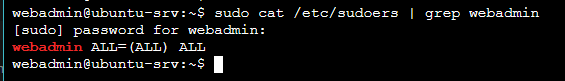 webadmin@ubuntu-srv:~$ sudo cat /etc/sudoers | grep webadmin
[sudo] password for webadmin:
webadmin ALL=(ALL) ALL
webadmin@ubuntu-srv:~$